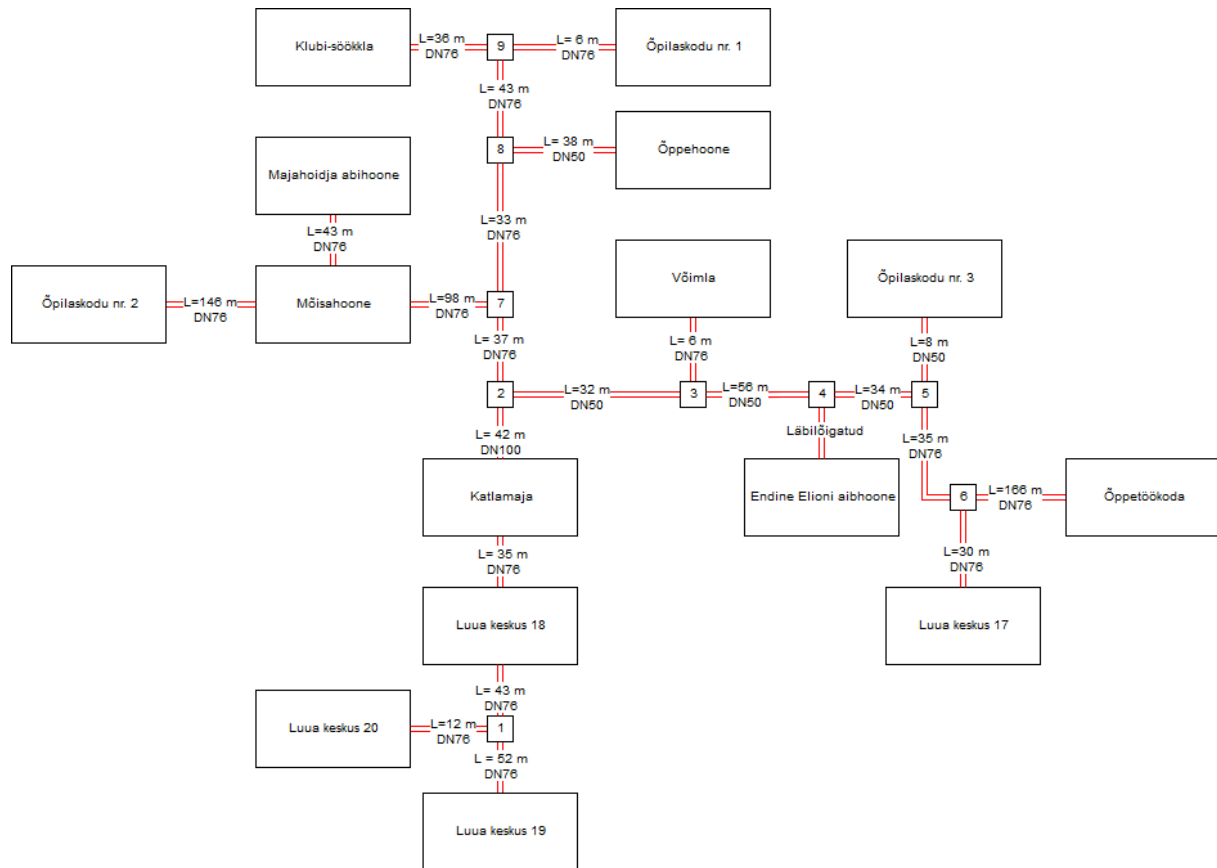 Klubi-söökkla
L=36 m
DN76
9
L= 6 m
DN76
Õpilaskodu nr. 1
L= 43 m
DN76
8
L= 38 m
DN50
Õppehoone
Majahoidja abihoone
L=43 m
DN76
L=33 m
DN76
Õpilaskodu nr. 2
L=146 m
DN76
Mõisahoone
L=98 m
DN76
7
Võimla
Õpilaskodu nr. 3
L= 37 m
DN76
L= 6 m
DN76
L=8 m
DN50
2
L=32 m
DN50
3
L=56 m
DN50
4
L=34 m
DN50
5
L= 42 m
DN100
Läbilõigatud
L=35 m
DN76
Katlamaja
Endine Elioni aibhoone
6
L=166 m
DN76
Õppetöökoda
L= 35 m
DN76
L=30 m
DN76
Luua keskus 18
Luua keskus 17
L= 43 m
DN76
Luua keskus 20
L=12 m
DN76
1
L = 52 m
DN76
Luua keskus 19